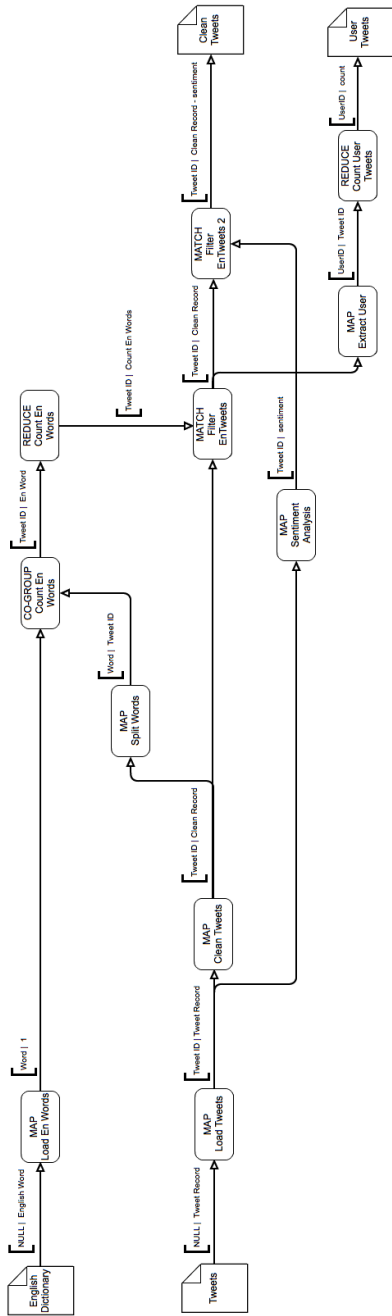 English
Dictionary
NULL | English Word
MAP
Load En Words
Word | 1
CO-GROUP
Count En
Words
Tweet ID | En Word
REDUCE
Count En
Words
Tweet ID | Count En Words
MAP
Split Words
Word | Tweet ID
Tweets
NULL | Tweet Record
MAP
Load Tweets
Tweet ID | Tweet Record
MAP
Clean Tweets
Tweet ID | Clean Record
MATCH
Filter
EnTweets
Tweet ID | Clean Record
MATCH
Filter
EnTweets 2
Tweet ID | Clean Record - sentiment
Clean
Tweets
MAP
Sentiment
Analysis
Tweet ID | sentiment
MAP
Extract User
UserID | Tweet ID
REDUCE
Count User
Tweets
UserID | count
User
Tweets